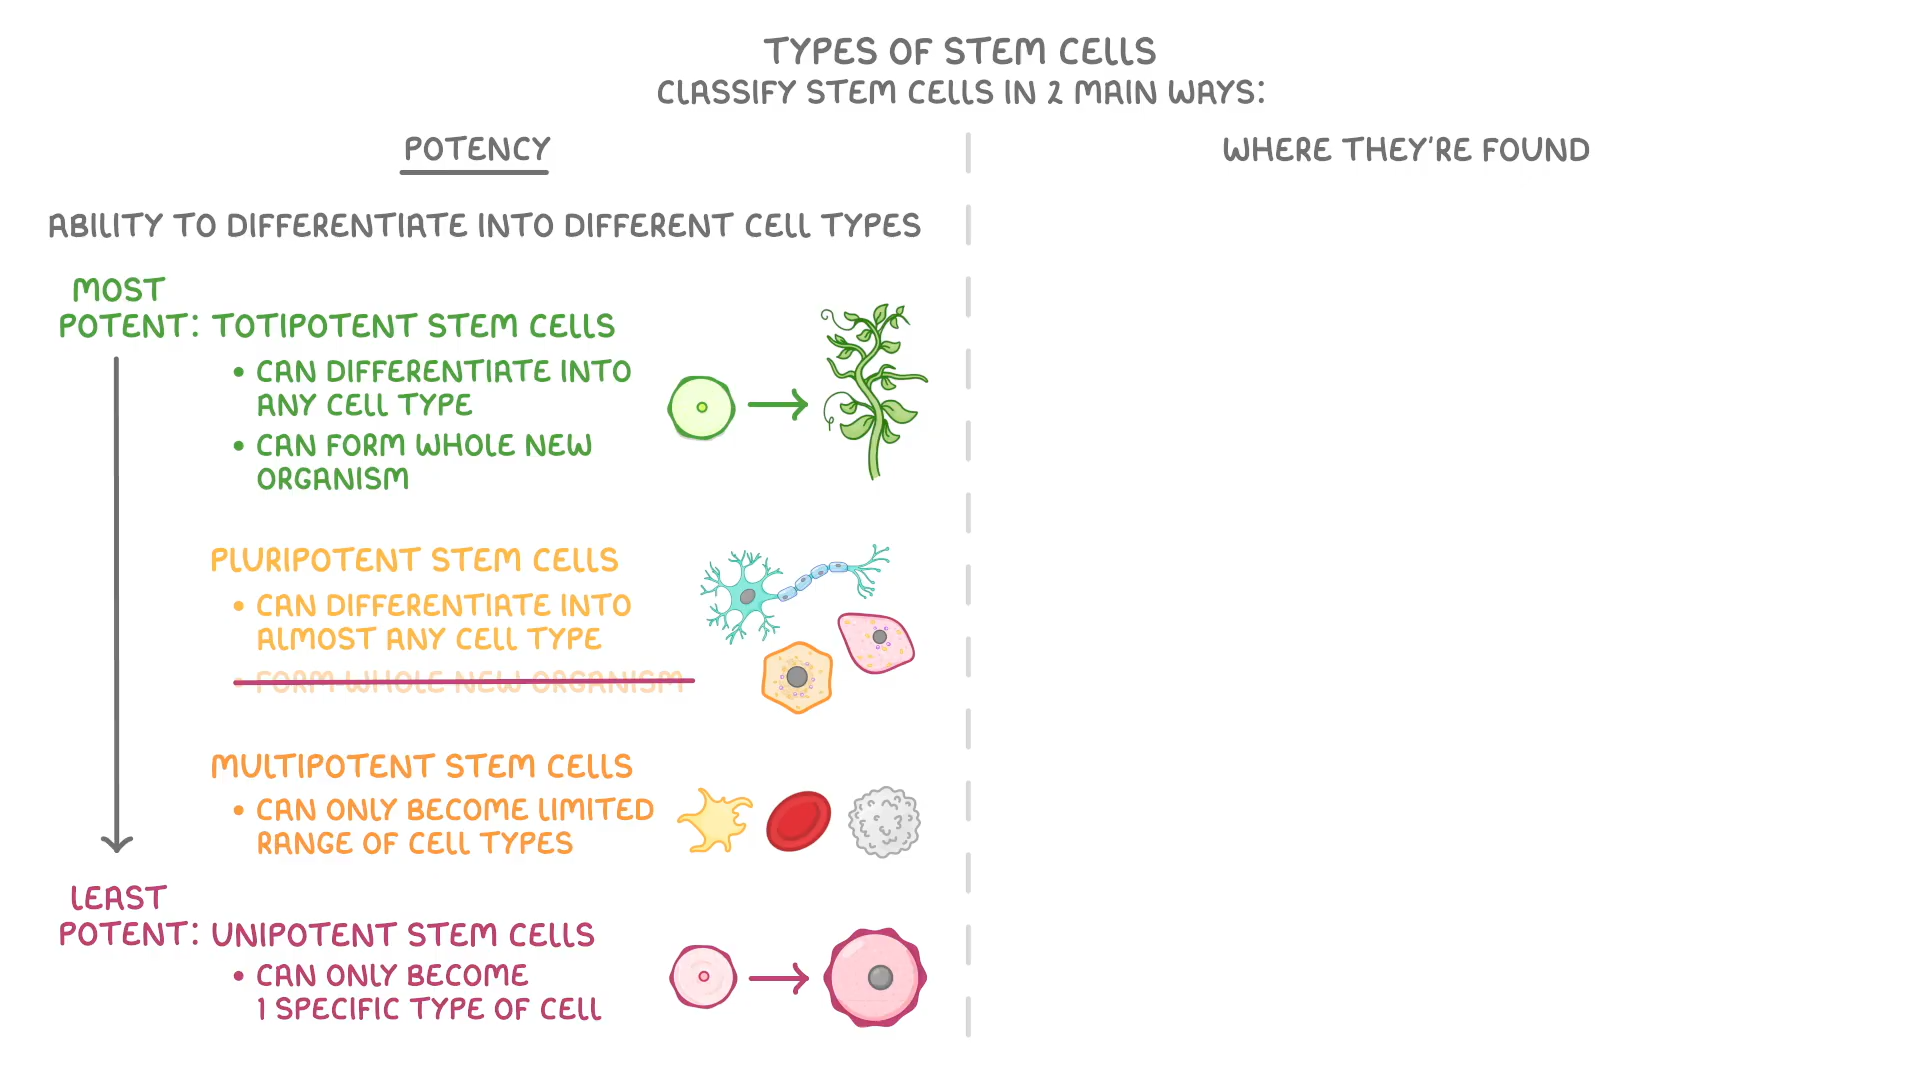 TYPES OF STEM CELLS
CLASSIFY STEM CELLS IN 2 MAIN WAYS:
POTENCY
ABILITY TO DIFFERENTIATE INTO DIFFERENT CELL TYPES
MOST
POTENT: TOTIPOTENT STEM CELLS
• CAN DIFFERENTIATE INTO
ANY CELL TYPE
• CAN FORM WHOLE NEW
ORGANISM
PLURIPOTENT STEM CELLS
• CAN DIFFERENTIATE INTO
ALMOST ANY CELL TYPE
• FORM WHOLE NEW ORGANISM
MULTIPOTENT STEM CELLS
• CAN ONLY BECOME LIMITED
RANGE OF CELL TYPES
LEAST
POTENT: UNIPOTENT STEM CELLS
• CAN ONLY BECOME
1 SPECIFIC TYPE OF CELL
WHERE THEY'RE FOUND